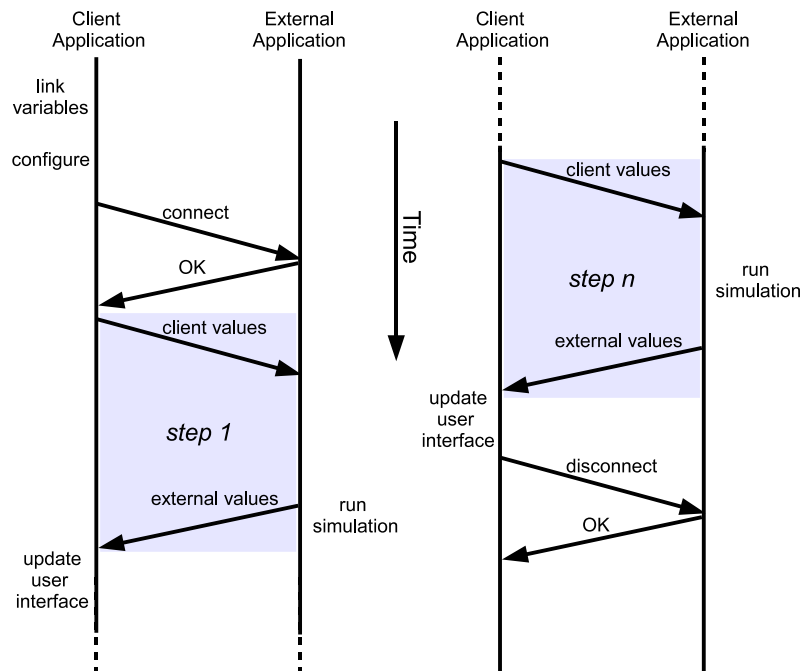 Client
Application
External
Application
link
variables
configure
connect
OK
client values
step 1
external values
run
simulation
update
user
interface
Time
Client
Application
External
Application
client values
step n
run
simulation
external values
update
user
interface
disconnect
OK